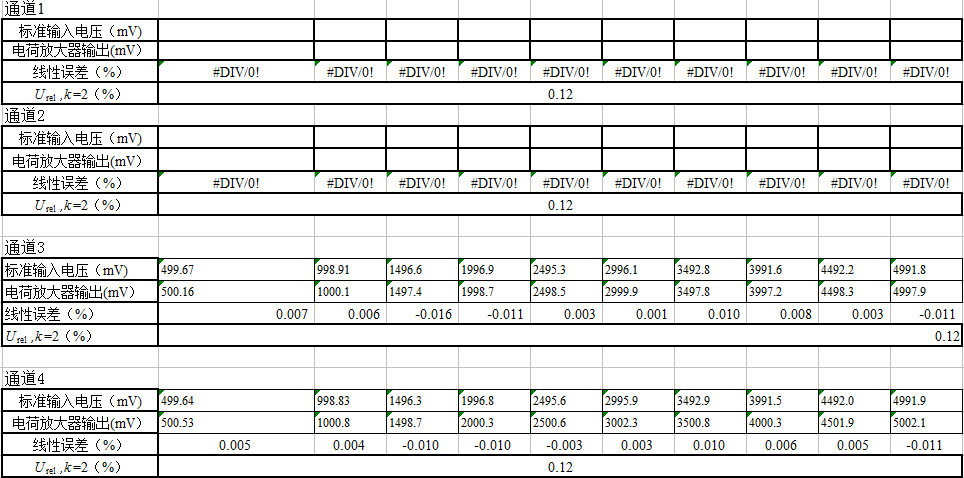 通道1
标准输入电压（mV)
电荷放大器输出(mV）
线性误差（%） #DIV/0! #DIV/0! #DIV/0! #DIV/0! #DIV/0! #DIV/0! #DIV/0! #DIV/0! #DIV/0! #DIV/0!
Urel ,k=2（%） 0.12
通道2
标准输入电压（mV)
电荷放大器输出(mV）
线性误差（%） #DIV/0! #DIV/0! #DIV/0! #DIV/0! #DIV/0! #DIV/0! #DIV/0! #DIV/0! #DIV/0! #DIV/0!
Urel ,k=2（%） 0.12
通道3
标准输入电压（mV) 499.67 998.91 1496.6 1996.9 2495.3 2996.1 3492.8 3991.6 4492.2 4991.8
电荷放大器输出(mV） 500.16 1000.1 1497.4 1998.7 2498.5 2999.9 3497.8 3997.2 4498.3 4997.9
线性误差（%） 0.007 0.006 -0.016 -0.011 0.003 0.001 0.010 0.008 0.003 -0.011
Urel ,k=2（%） 0.12
通道4
标准输入电压（mV) 499.64 998.83 1496.3 1996.8 2495.6 2995.9 3492.9 3991.5 4492.0 4991.9
电荷放大器输出(mV） 500.53 1000.8 1498.7 2000.3 2500.6 3002.3 3500.8 4000.3 4501.9 5002.1
线性误差（%） 0.005 0.004 -0.010 -0.010 -0.003 0.003 0.010 0.006 0.005 -0.011
Urel ,k=2（%） 0.12